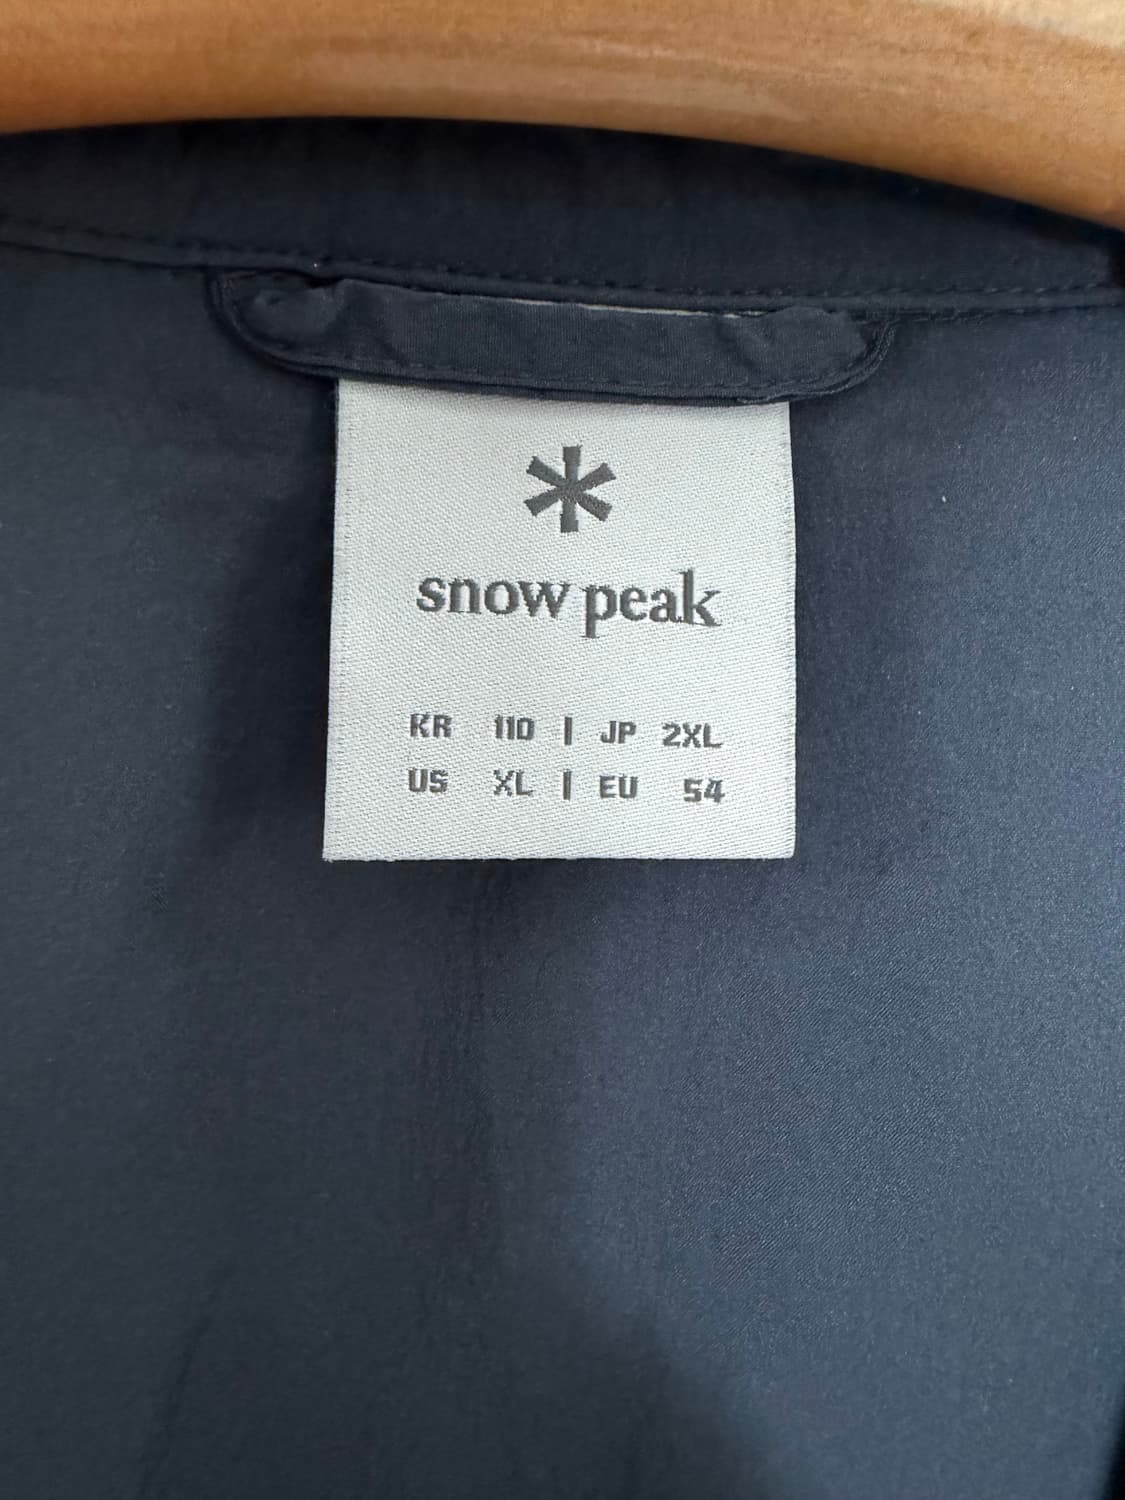 snow peak
KR 110 | JP 2XL
US XL | EU 54